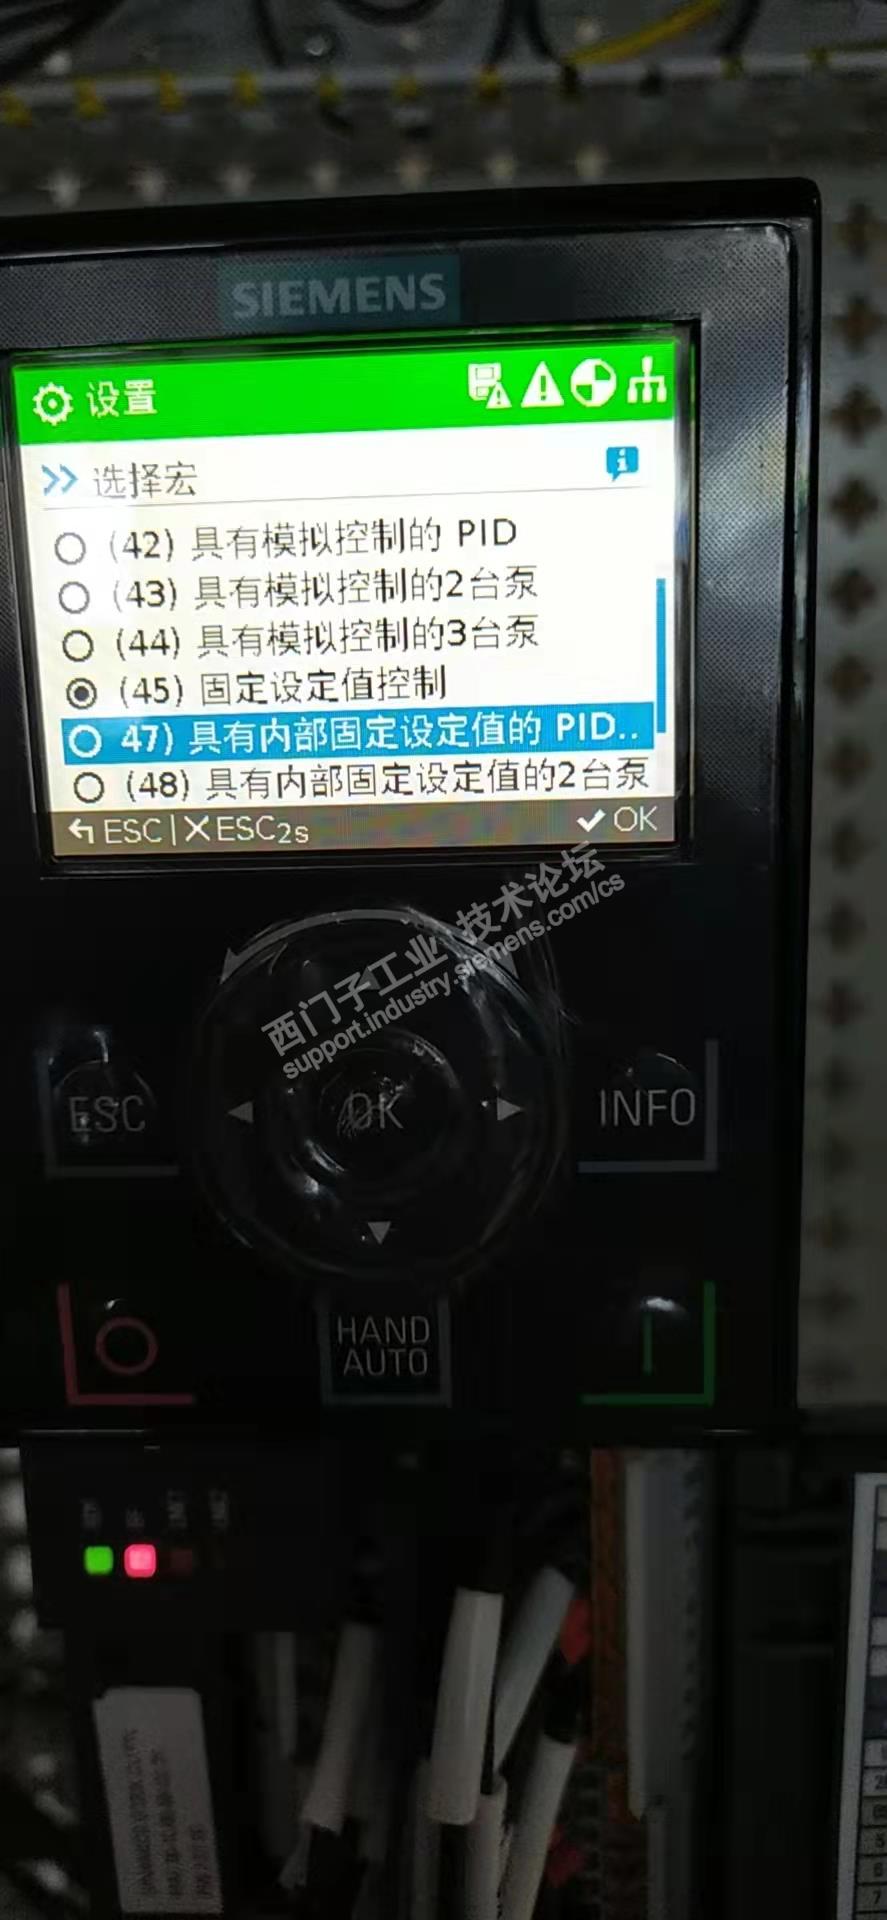 SIEMENS
设置
选择宏
(42) 具有模拟控制的 PID
(43) 具有模拟控制的2台泵
(44) 具有模拟控制的3台泵
(45) 固定设定值控制
47) 具有内部固定设定值的 PID..
(48) 具有内部固定设定值的2台泵
ESC | ESC2s OK
西门子工业 技术论坛
support.industry.siemens.com/cs
ESC OK INFO
HAND
AUTO